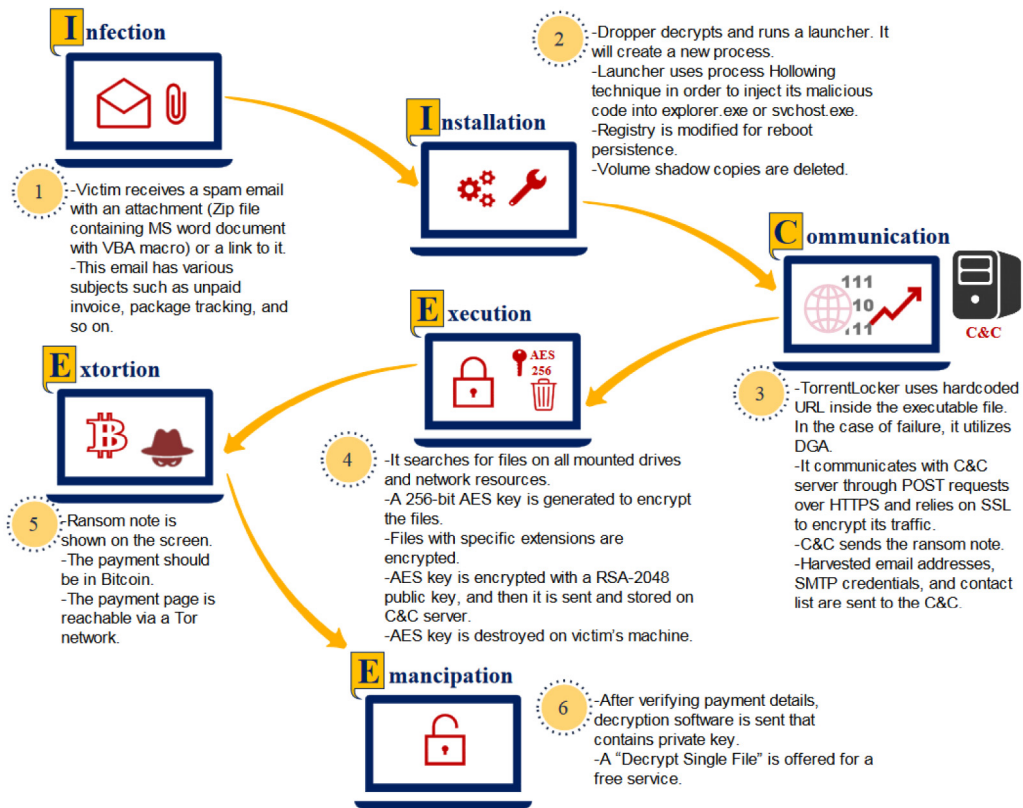 Infection
1
-Victim receives a spam email
with an attachment (Zip file
containing MS word document
with VBA macro) or a link to it.
-This email has various
subjects such as unpaid
invoice, package tracking, and
so on.
Installation
2
-Dropper decrypts and runs a launcher. It
will create a new process.
-Launcher uses process Hollowing
technique in order to inject its malicious
code into explorer.exe or svchost.exe.
-Registry is modified for reboot
persistence.
-Volume shadow copies are deleted.
Communication
111
10
111
C&C
3
-TorrentLocker uses hardcoded
URL inside the executable file.
In the case of failure, it utilizes
DGA.
-It communicates with C&C
server through POST requests
over HTTPS and relies on SSL
to encrypt its traffic.
-C&C sends the ransom note.
-Harvested email addresses,
SMTP credentials, and contact
list are sent to the C&C.
Execution
AES
256
4
-It searches for files on all mounted drives
and network resources.
-A 256-bit AES key is generated to encrypt
the files.
-Files with specific extensions are
encrypted.
-AES key is encrypted with a RSA-2048
public key, and then it is sent and stored on
C&C server.
-AES key is destroyed on victim's machine.
Extortion
5
-Ransom note is
shown on the screen.
-The payment should
be in Bitcoin.
-The payment page is
reachable via a Tor
network.
Emancipation
6
-After verifying payment details,
decryption software is sent that
contains private key.
-A “Decrypt Single File” is offered for a
free service.